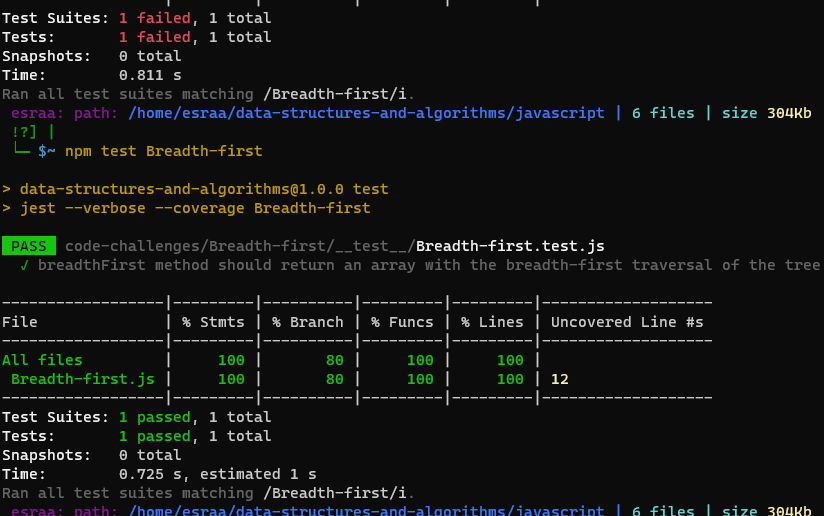 Test Suites: 1 failed, 1 total
Tests:       1 failed, 1 total
Snapshots:   0 total
Time:        0.811 s
Ran all test suites matching /Breadth-first/i.
 esraa: path: /home/esraa/data-structures-and-algorithms/javascript | 6 files | size 304Kb
 !?] |
 └─ $~ npm test Breadth-first

> data-structures-and-algorithms@1.0.0 test
> jest --verbose --coverage Breadth-first

 PASS  code-challenges/Breadth-first/__test__/Breadth-first.test.js
  ✓ breadthFirst method should return an array with the breadth-first traversal of the tree

------------------|---------|----------|---------|---------|-------------------
File              | % Stmts | % Branch | % Funcs | % Lines | Uncovered Line #s
------------------|---------|----------|---------|---------|-------------------
All files         |     100 |       80 |     100 |     100 |
 Breadth-first.js |     100 |       80 |     100 |     100 | 12
------------------|---------|----------|---------|---------|-------------------
Test Suites: 1 passed, 1 total
Tests:       1 passed, 1 total
Snapshots:   0 total
Time:        0.725 s, estimated 1 s
Ran all test suites matching /Breadth-first/i.
 esraa: path: /home/esraa/data-structures-and-algorithms/javascript | 6 files | size 304Kb